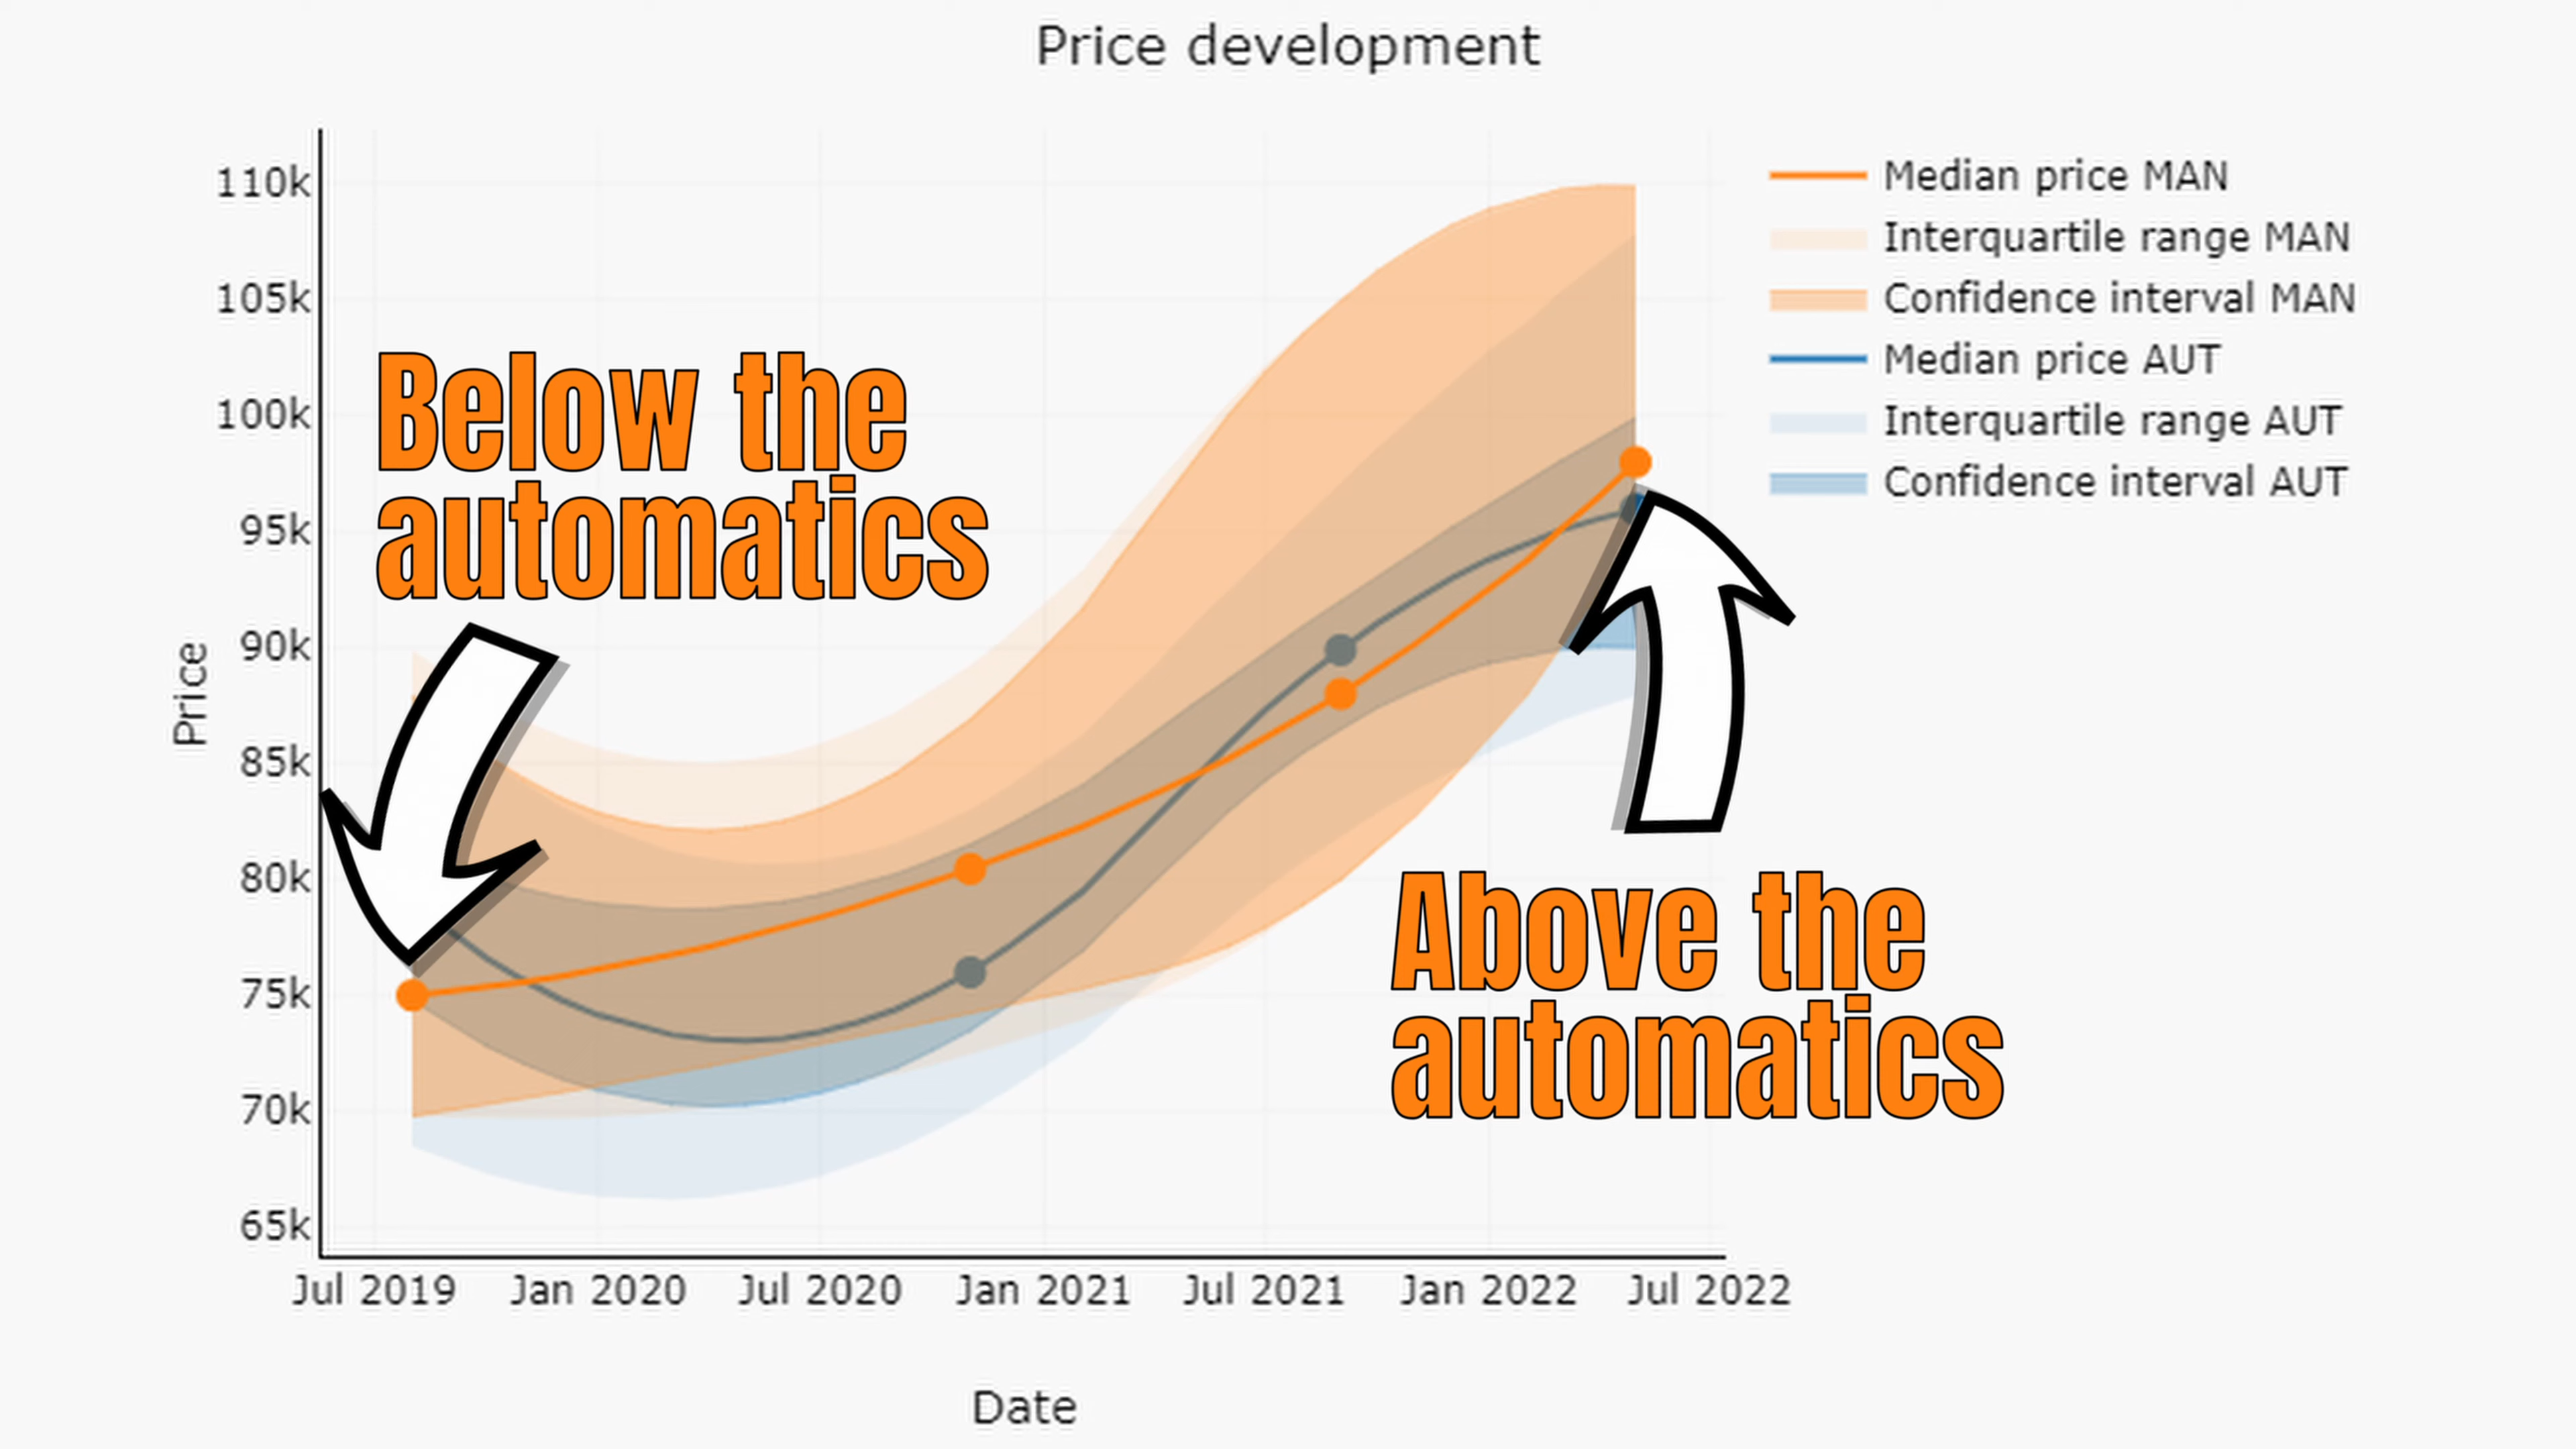 Price development
110k
105k
100k
95k
90k
85k
80k
75k
70k
65k
Price
Jul 2019
Jan 2020
Jul 2020
Jan 2021
Jul 2021
Jan 2022
Jul 2022
Date
Median price MAN
Interquartile range MAN
Confidence interval MAN
Median price AUT
Interquartile range AUT
Confidence interval AUT
Below the
automatics
Above the
automatics